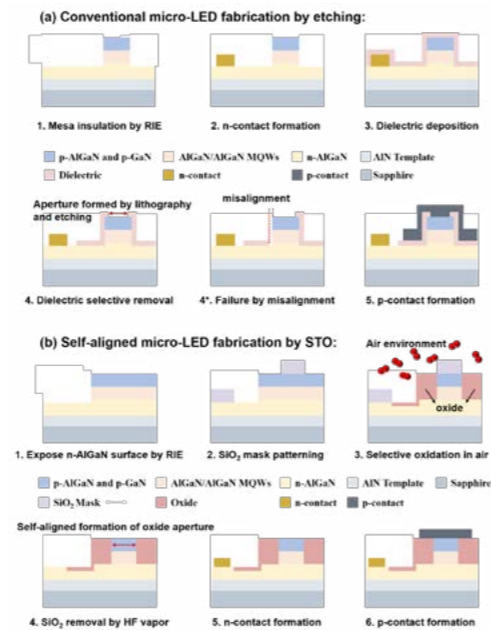 (a) Conventional micro-LED fabrication by etching:
1. Mesa insulation by RIE
2. n-contact formation
3. Dielectric deposition
p-AlGaN and p-GaN
AlGaN/AlGaN MQWs
n-AlGaN
AlN Template
Dielectric
n-contact
p-contact
Sapphire
Aperture formed by lithography
and etching
misalignment
4. Dielectric selective removal
4*. Failure by misalignment
5. p-contact formation
(b) Self-aligned micro-LED fabrication by STO:
Air environment
oxide
1. Expose n-AlGaN surface by RIE
2. SiO₂ mask patterning
3. Selective oxidation in air
p-AlGaN and p-GaN
AlGaN/AlGaN MQWs
n-AlGaN
AlN Template
Sapphire
SiO₂ Mask
Oxide
n-contact
p-contact
Self-aligned formation of oxide aperture
4. SiO₂ removal by HF vapor
5. n-contact formation
6. p-contact formation